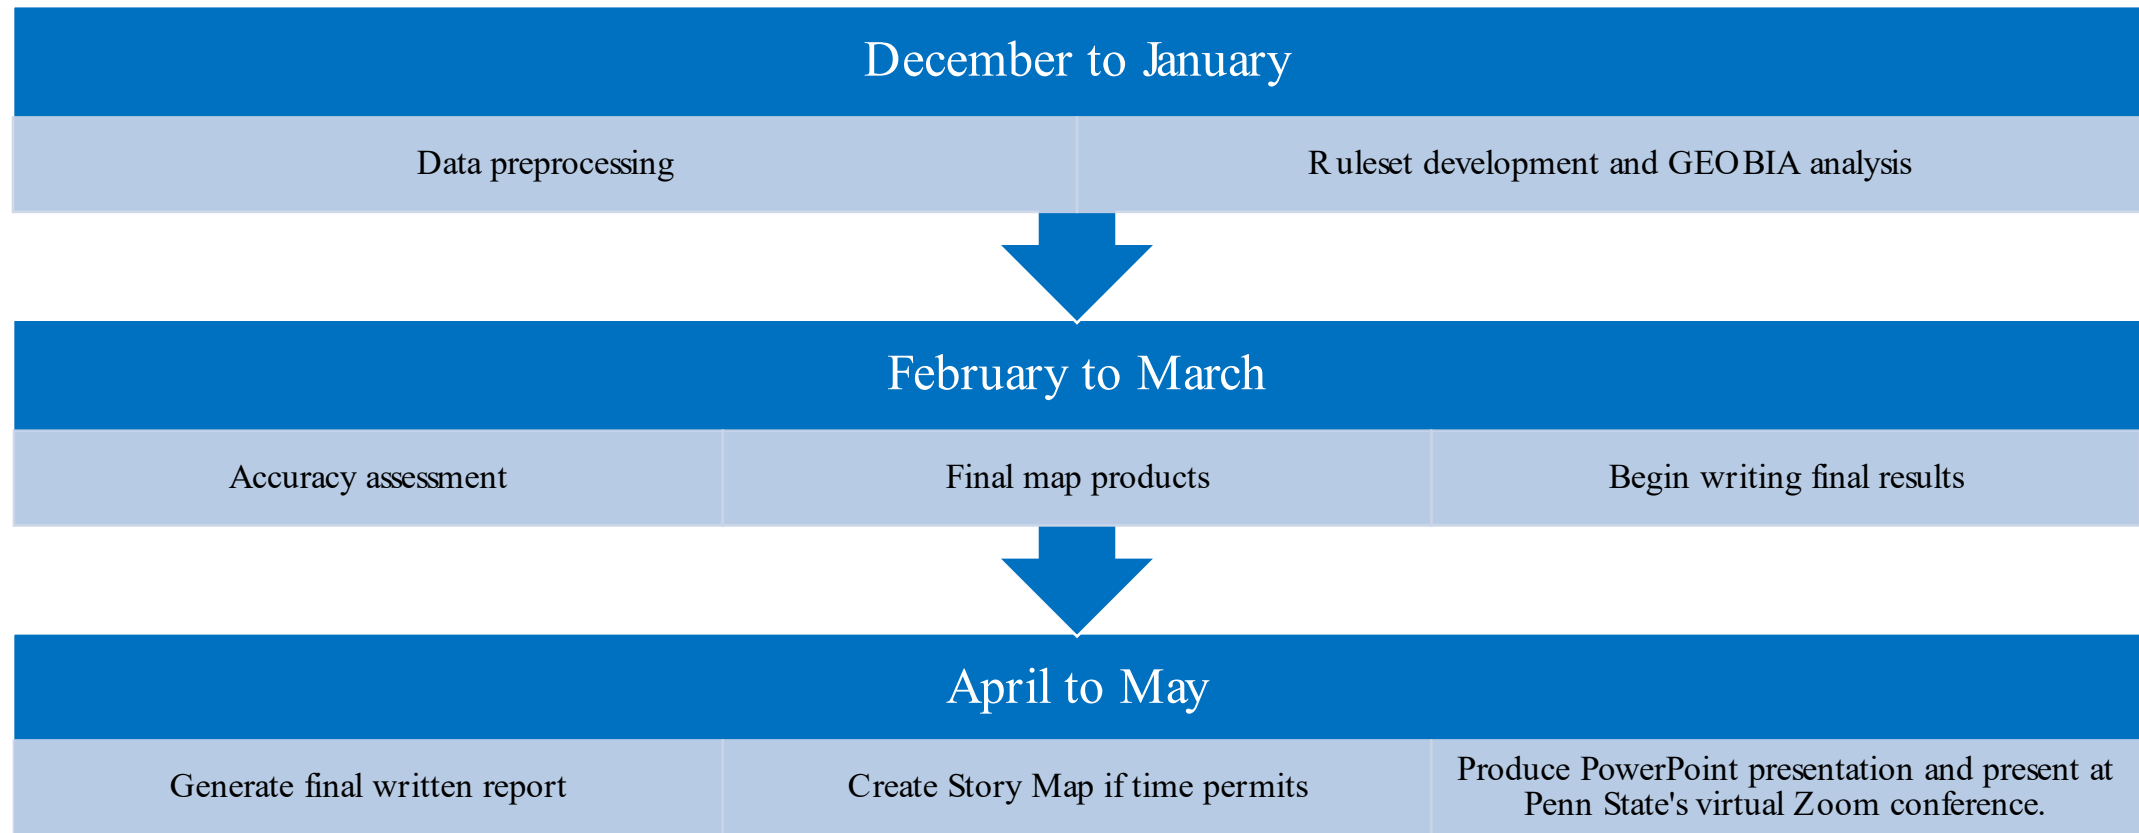 December to January
Data preprocessing
Ruleset development and GEOBIA analysis
February to March
Accuracy assessment
Final map products
Begin writing final results
April to May
Generate final written report
Create Story Map if time permits
Produce PowerPoint presentation and present at
Penn State's virtual Zoom conference.